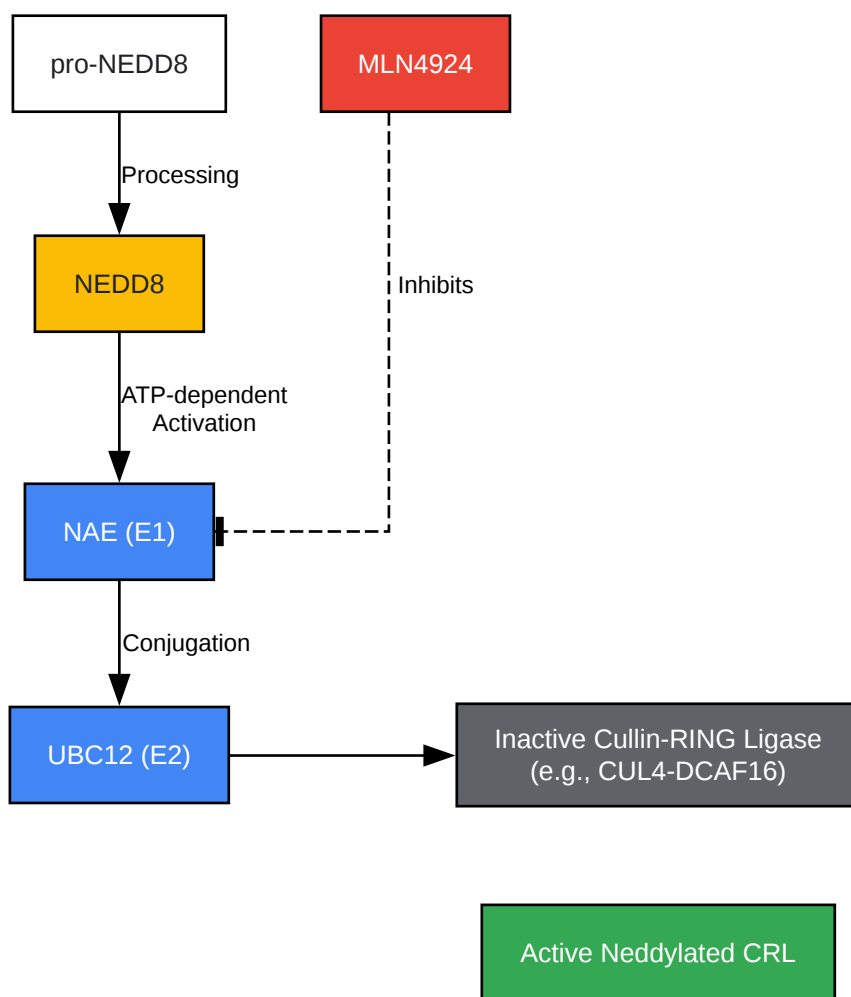 pro-NEDD8
MLN4924
Processing
NEDD8
Inhibits
ATP-dependent
Activation
NAE (E1)
Conjugation
UBC12 (E2)
Inactive Cullin-RING Ligase
(e.g., CUL4-DCAF16)
Active Neddylated CRL